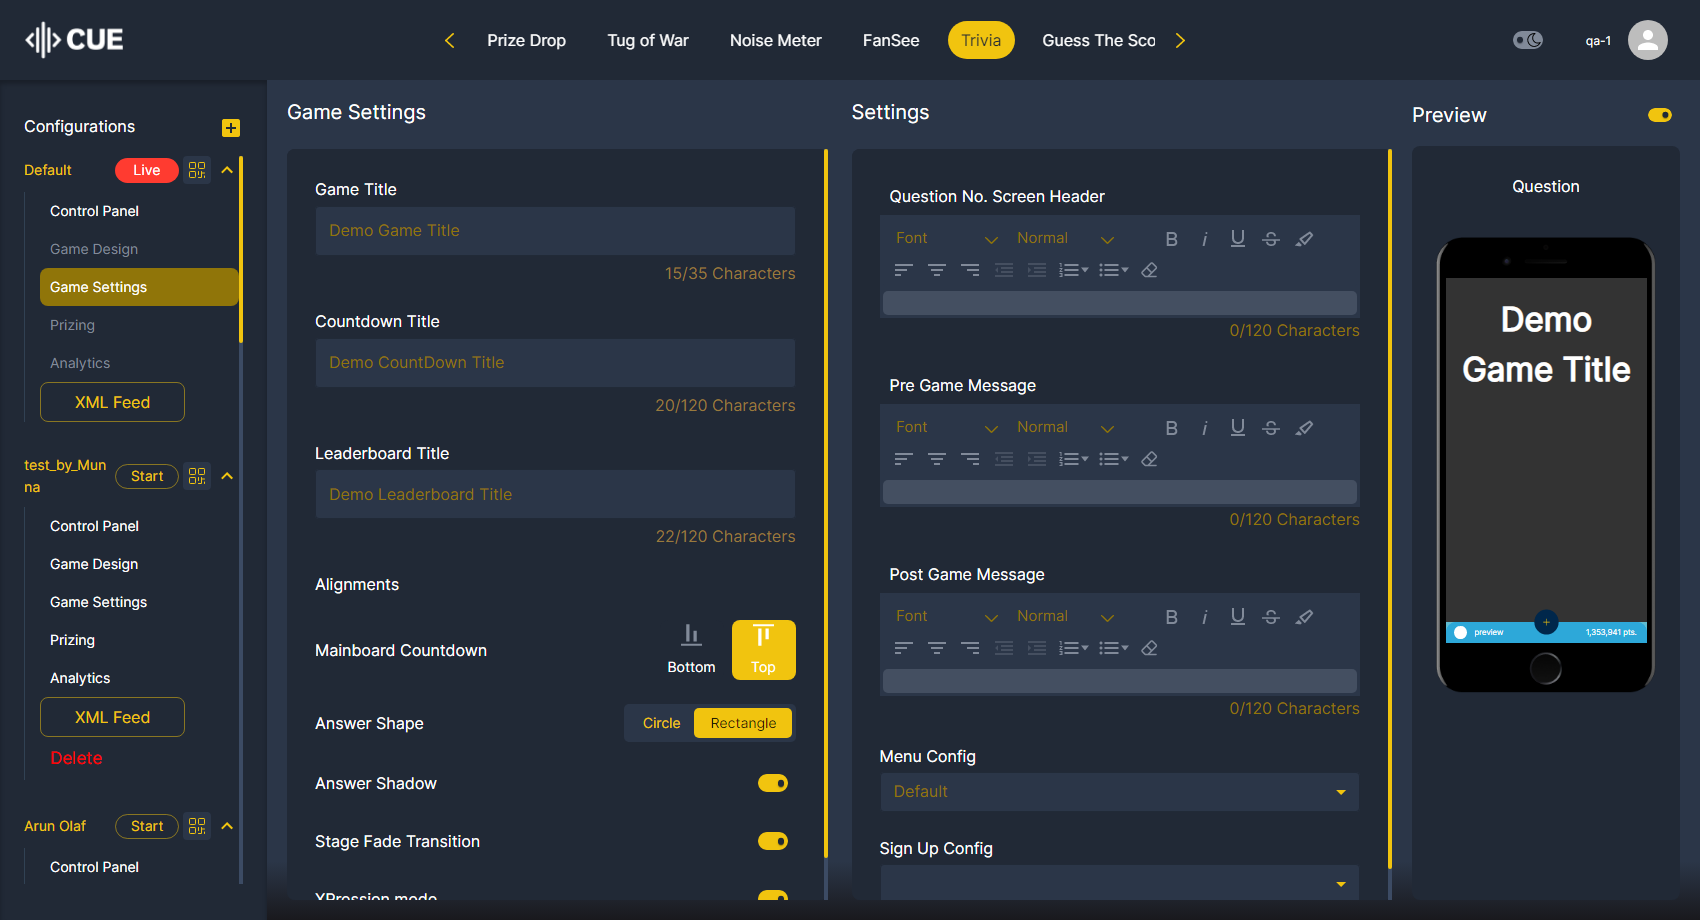 CUE
Prize Drop
Tug of War
Noise Meter
FanSee
Trivia
Guess The Sco
qa-1
Configurations
Default
Live
Control Panel
Game Design
Game Settings
Prizing
Analytics
XML Feed
test_by_Mun
na
Start
Control Panel
Game Design
Game Settings
Prizing
Analytics
XML Feed
Delete
Arun Olaf
Start
Control Panel
Game Settings
Game Title
Demo Game Title
15/35 Characters
Countdown Title
Demo CountDown Title
20/120 Characters
Leaderboard Title
Demo Leaderboard Title
22/120 Characters
Alignments
Mainboard Countdown
Bottom
Top
Answer Shape
Circle
Rectangle
Answer Shadow
Stage Fade Transition
XPression mode
Settings
Question No. Screen Header
Font
Normal
0/120 Characters
Pre Game Message
Font
Normal
0/120 Characters
Post Game Message
Font
Normal
0/120 Characters
Menu Config
Default
Sign Up Config
Preview
Question
Demo
Game Title
preview
1,353,941 pts.